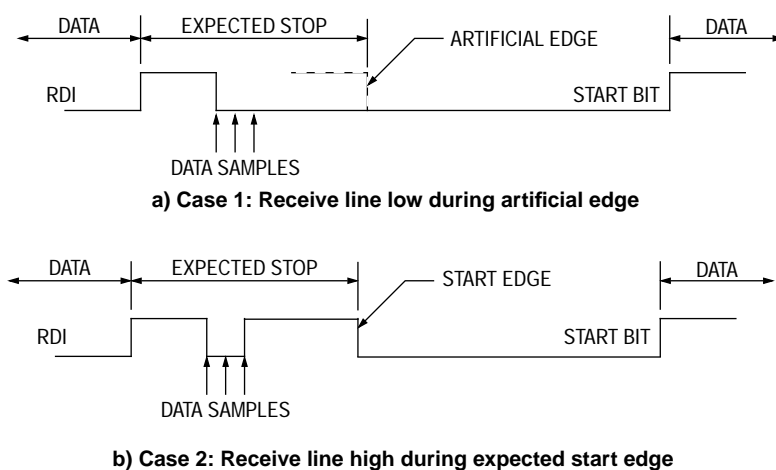 DATA EXPECTED STOP DATA
ARTIFICIAL EDGE
RDI START BIT
DATA SAMPLES
a) Case 1: Receive line low during artificial edge
DATA EXPECTED STOP DATA
START EDGE
RDI START BIT
DATA SAMPLES
b) Case 2: Receive line high during expected start edge